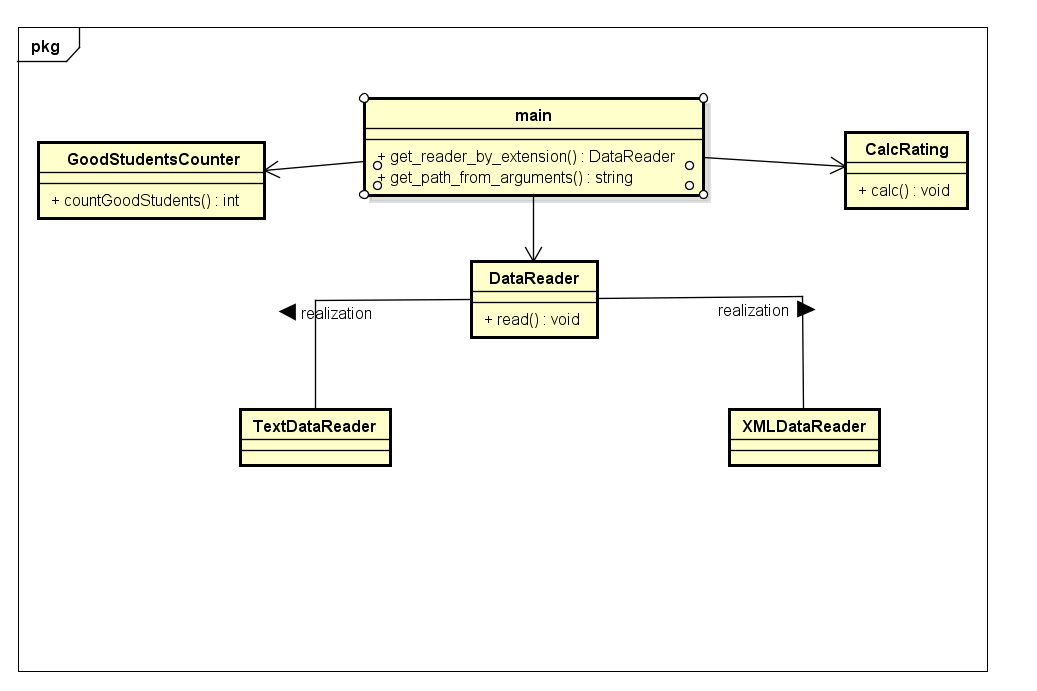 pkg
main
+ get_reader_by_extension() : DataReader
+ get_path_from_arguments() : string
GoodStudentsCounter
+ countGoodStudents() : int
CalcRating
+ calc() : void
DataReader
+ read() : void
realization
realization
TextDataReader
XMLDataReader